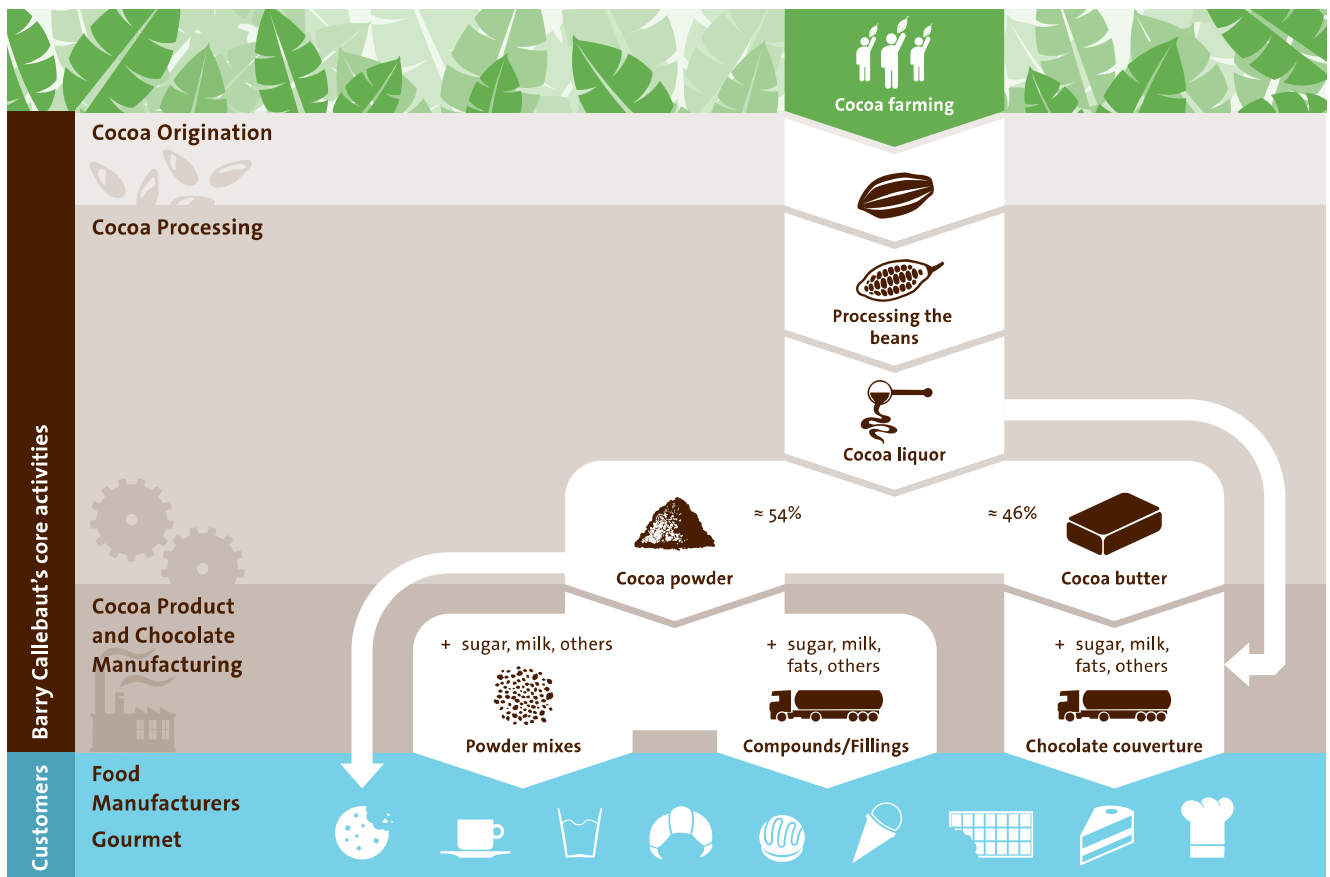 Cocoa farming
Cocoa Origination
Cocoa Processing
Processing the
beans
Cocoa liquor
≈ 54%
≈ 46%
Cocoa powder
Cocoa butter
Barry Callebaut's core activities
Cocoa Product
and Chocolate
Manufacturing
+ sugar, milk, others
+ sugar, milk,
fats, others
+ sugar, milk,
fats, others
Powder mixes
Compounds/Fillings
Chocolate couverture
Customers
Food
Manufacturers
Gourmet